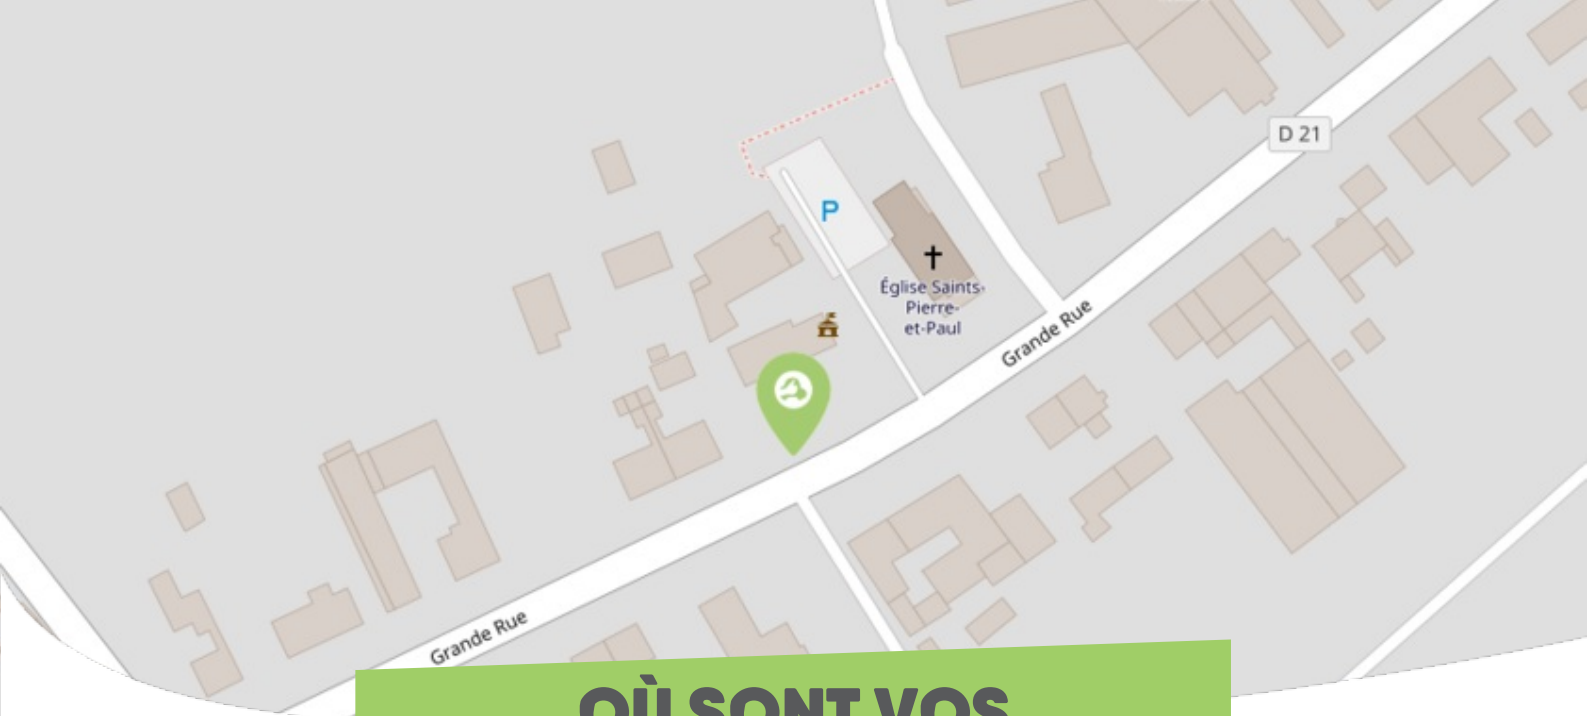 D 21
P
Église Saints-
Pierre-
et-Paul
Grande Rue
Grande Rue
OÙ SONT VOS